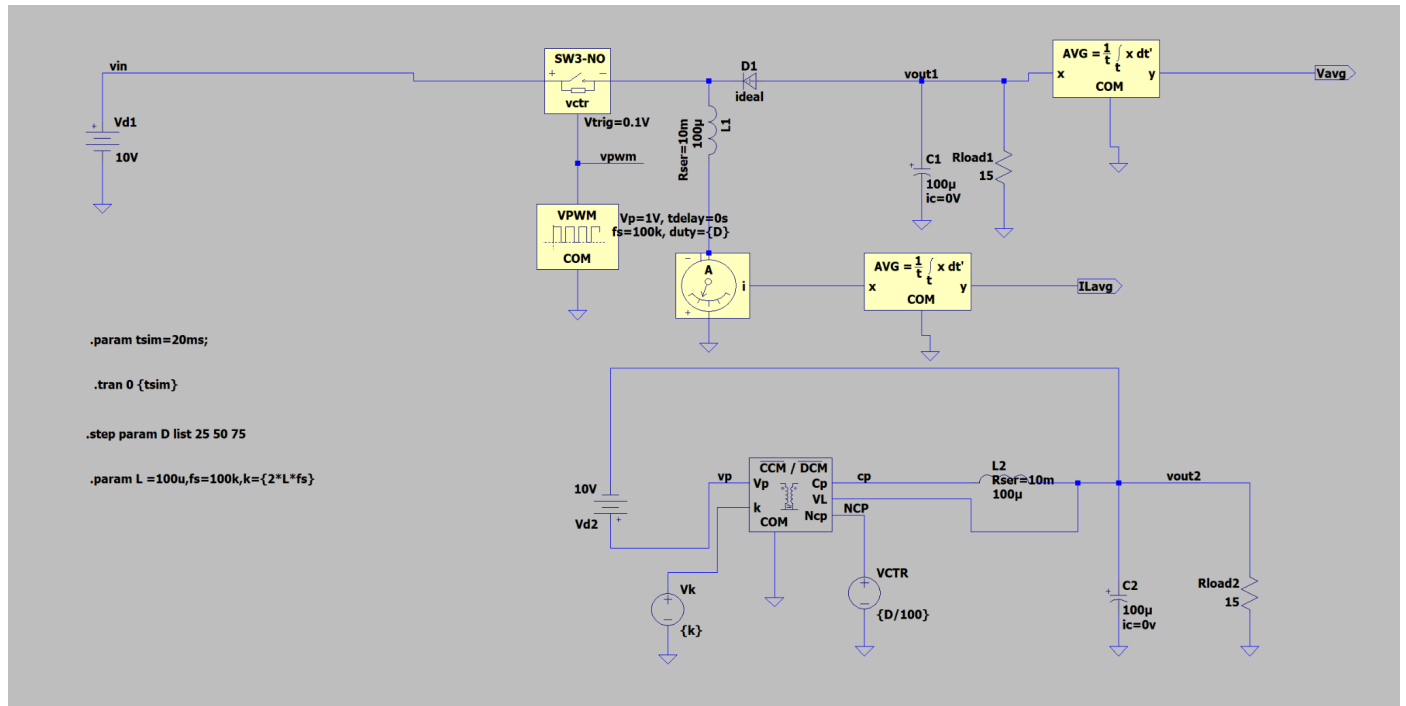 vin
Vd1
10V
SW3-NO
+ -
vctr
Vtrig=0.1V
vpwm
VPWM
COM
Vp=1V, tdelay=0s
fs=100k, duty={D}
L1
100µ
Rser=10m
D1
ideal
vout1
C1
100µ
ic=0V
Rload1
15
AVG = 1/t ∫ x dt'
t
x y
COM
Vavg
A
i
- +
AVG = 1/t ∫ x dt'
t
x y
COM
ILavg
.param tsim=20ms;
.tran 0 {tsim}
.step param D list 25 50 75
.param L =100u,fs=100k,k={2*L*fs}
10V
Vd2
vp
CCM / DCM
Vp Cp
VL
k
Ncp
COM
cp
NCP
L2
Rser=10m
100µ
vout2
Vk
{k}
VCTR
{D/100}
C2
100µ
ic=0v
Rload2
15